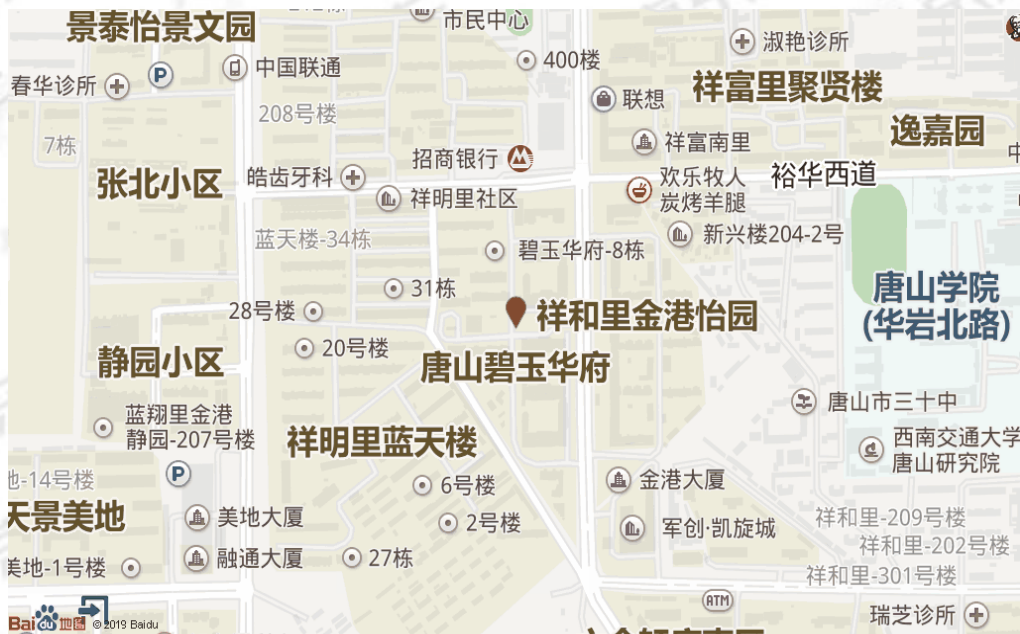 市民中心
景泰怡景文园
淑艳诊所
400楼
中国联通
P
春华诊所
祥富里聚贤楼
联想
208号楼
逸嘉园
祥富南里
7栋
招商银行
皓齿牙科
欢乐牧人
炭烤羊腿
裕华西道
张北小区
祥明里社区
新兴楼204-2号
蓝天楼-34栋
碧玉华府-8栋
31栋
唐山学院
(华岩北路)
28号楼
祥和里金港怡园
20号楼
静园小区
唐山碧玉华府
唐山市三十中
蓝翔里金港
静园-207号楼
祥明里蓝天楼
西南交通大学
唐山研究院
P
地-14号楼
6号楼
金港大厦
天景美地
美地大厦
2号楼
军创·凯旋城
祥和里-209号楼
祥和里-202号楼
融通大厦
27栋
美地-1号楼
祥和里-301号楼
ATM
瑞芝诊所
Bai du 地图 © 2019 Baidu